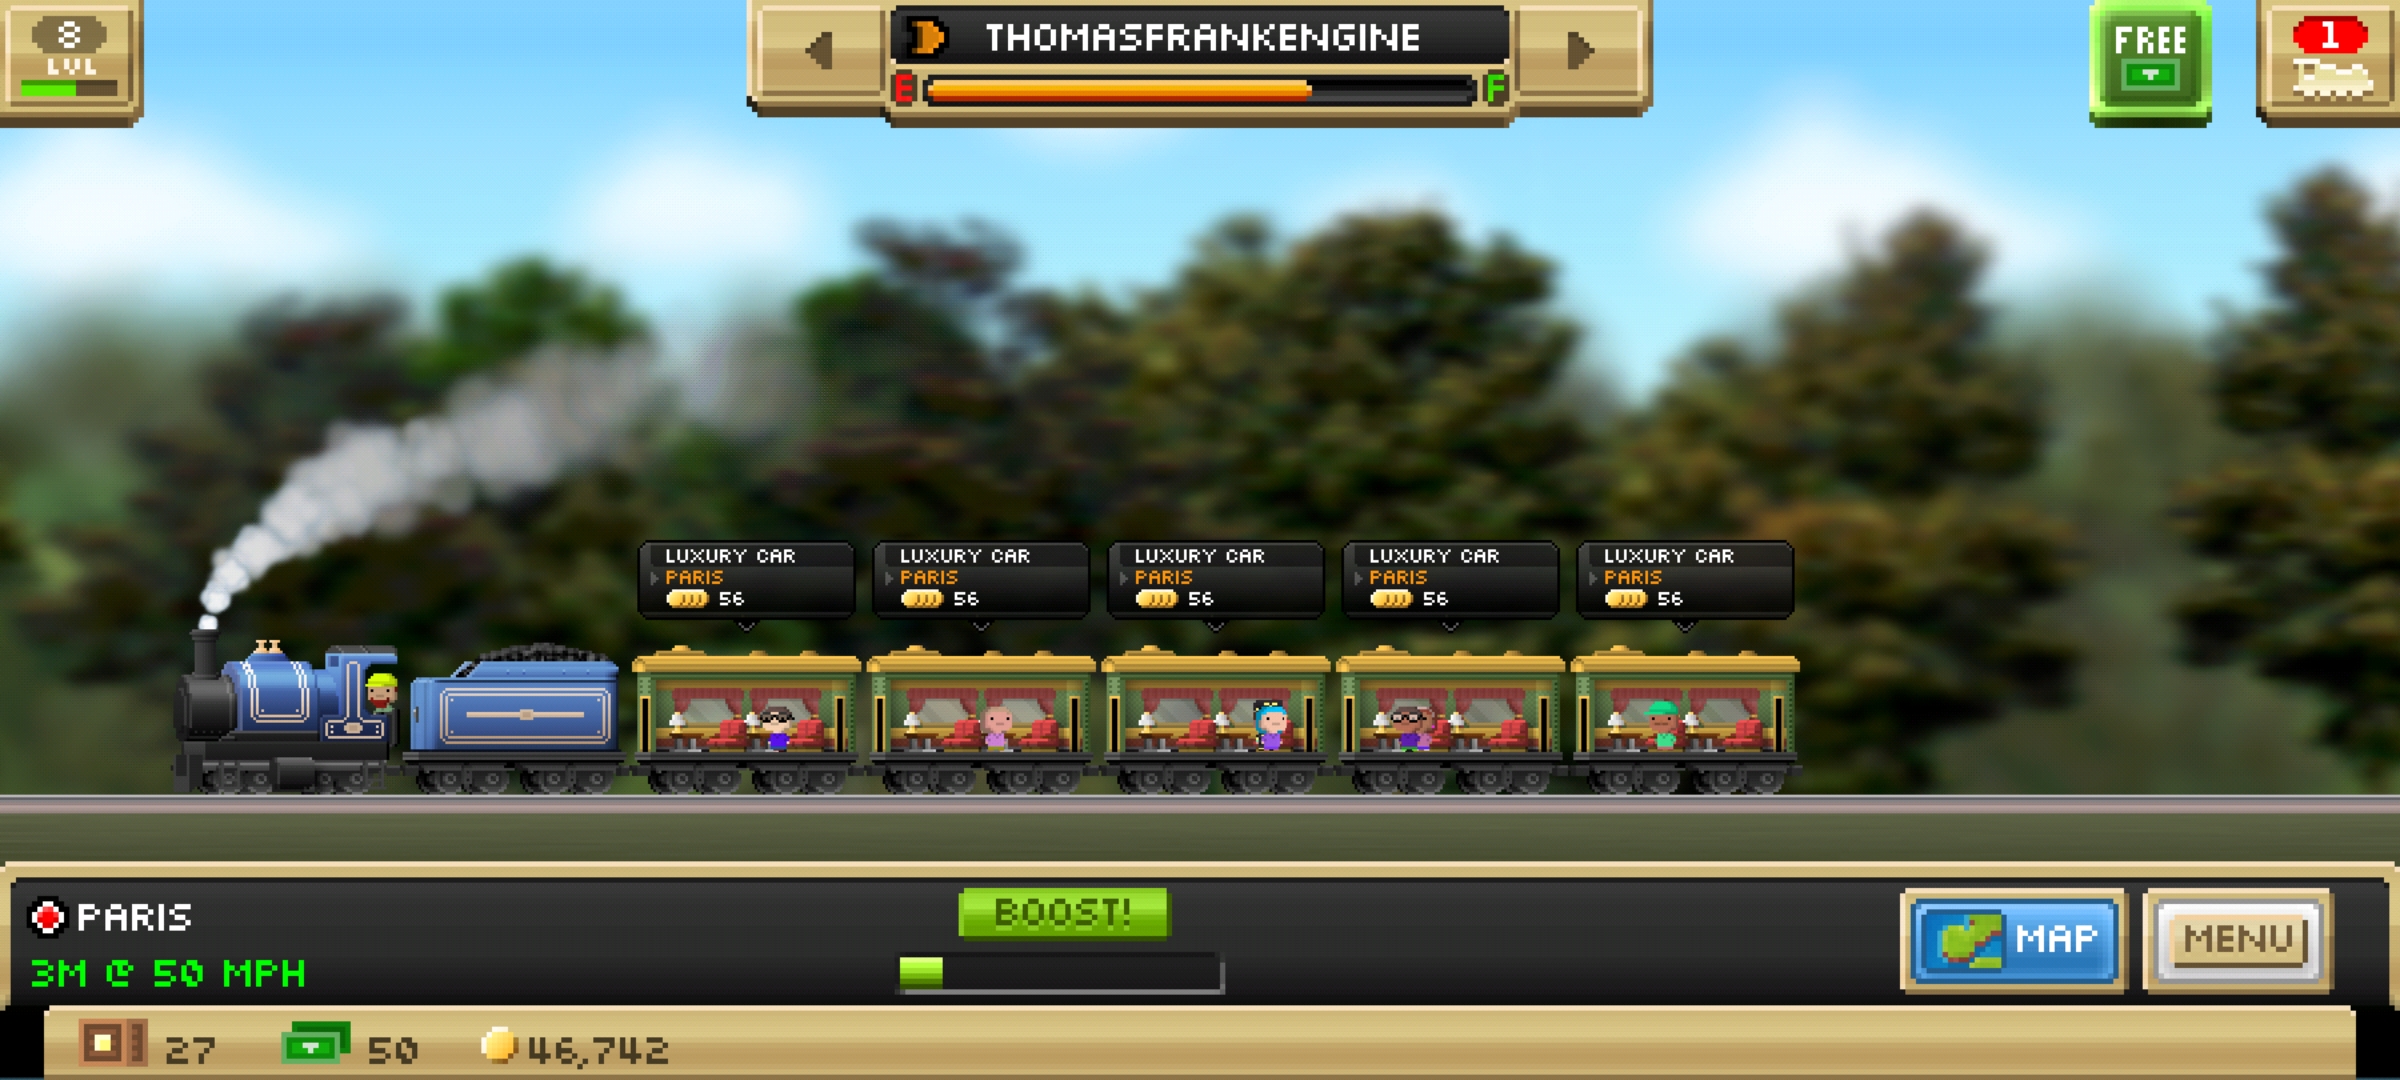 8
LVL
THOMASFRANKENGINE
E F
FREE
1
LUXURY CAR
PARIS
56
LUXURY CAR
PARIS
56
LUXURY CAR
PARIS
56
LUXURY CAR
PARIS
56
LUXURY CAR
PARIS
56
PARIS
3M @ 50 MPH
BOOST!
MAP
MENU
27
50
46,742